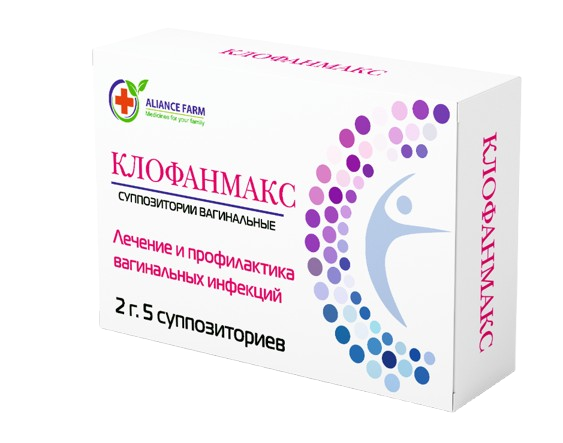 КЛОФАНМАКС
ALIANCE FARM
Medicines for your family
КЛОФАНМАКС
СУППОЗИТОРИИ ВАГИНАЛЬНЫЕ
Лечение и профилактика
вагинальных инфекций
2 г. 5 суппозиториев
КЛОФАНМАКС